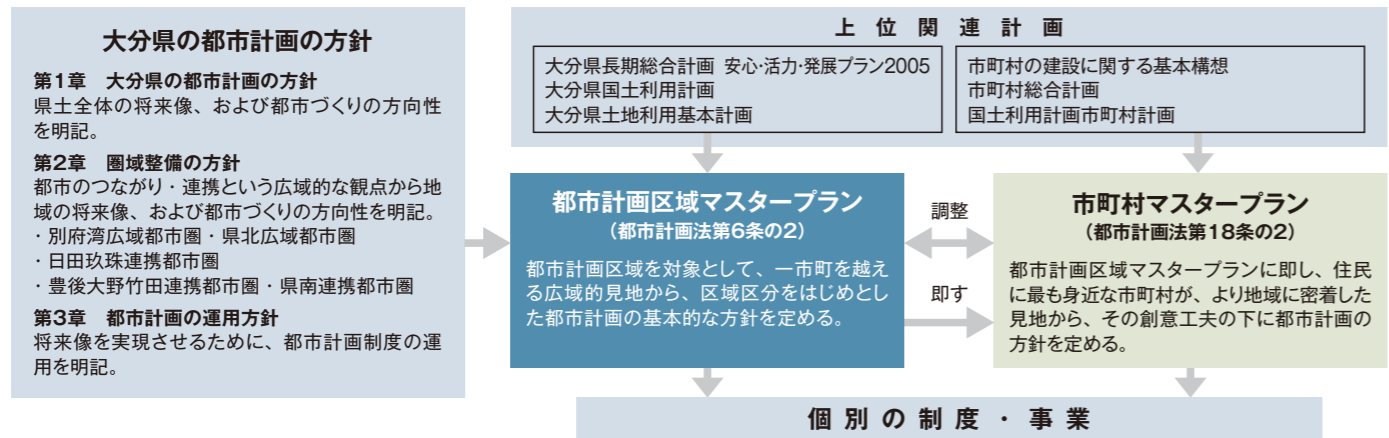 大分県の都市計画の方針
第1章 大分県の都市計画の方針
県土全体の将来像、および都市づくりの方向性
を明記。
第2章 圏域整備の方針
都市のつながり・連携という広域的な観点から地
域の将来像、および都市づくりの方向性を明記。
・別府湾広域都市圏・県北広域都市圏
・日田玖珠連携都市圏
・豊後大野竹田連携都市圏・県南連携都市圏
第3章 都市計画の運用方針
将来像を実現させるために、都市計画制度の運
用を明記。
上位関連計画
大分県長期総合計画 安心・活力・発展プラン2005
大分県国土利用計画
大分県土地利用基本計画
市町村の建設に関する基本構想
市町村総合計画
国土利用計画市町村計画
都市計画区域マスタープラン
（都市計画法第6条の2）
都市計画区域を対象として、一市町を越え
る広域的見地から、区域区分をはじめとし
た都市計画の基本的な方針を定める。
調整
即す
市町村マスタープラン
（都市計画法第18条の2）
都市計画区域マスタープランに即し、住民
に最も身近な市町村が、より地域に密着した
見地から、その創意工夫の下に都市計画の
方針を定める。
個別の制度・事業